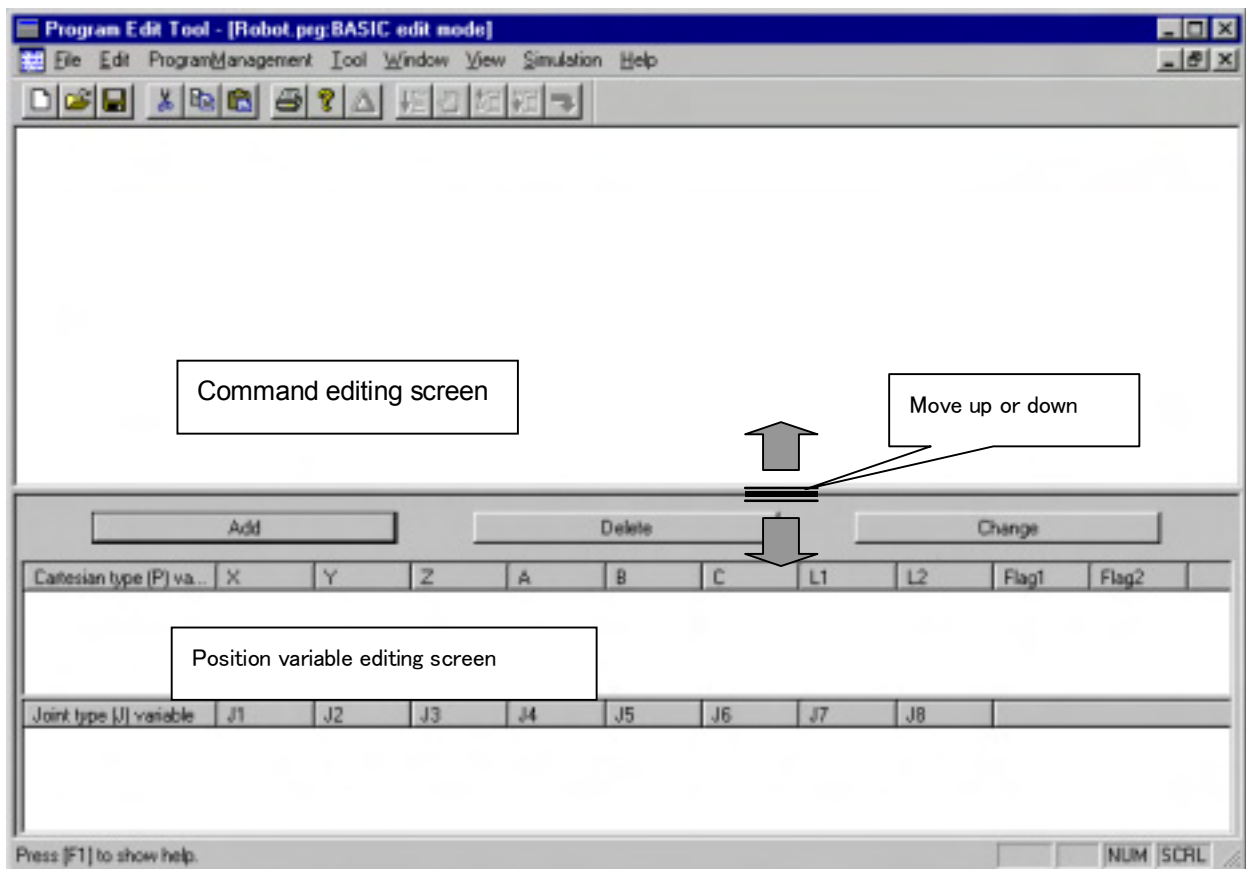 Program Edit Tool - [Robot.prg:BASIC edit mode]
File Edit ProgramManagement Tool Window View Simulation Help
Command editing screen
Move up or down
Add Delete Change
Cartesian type (P) va... X Y Z A B C L1 L2 Flag1 Flag2
Position variable editing screen
Joint type (J) variable J1 J2 J3 J4 J5 J6 J7 J8
Press [F1] to show help. NUM SCRL